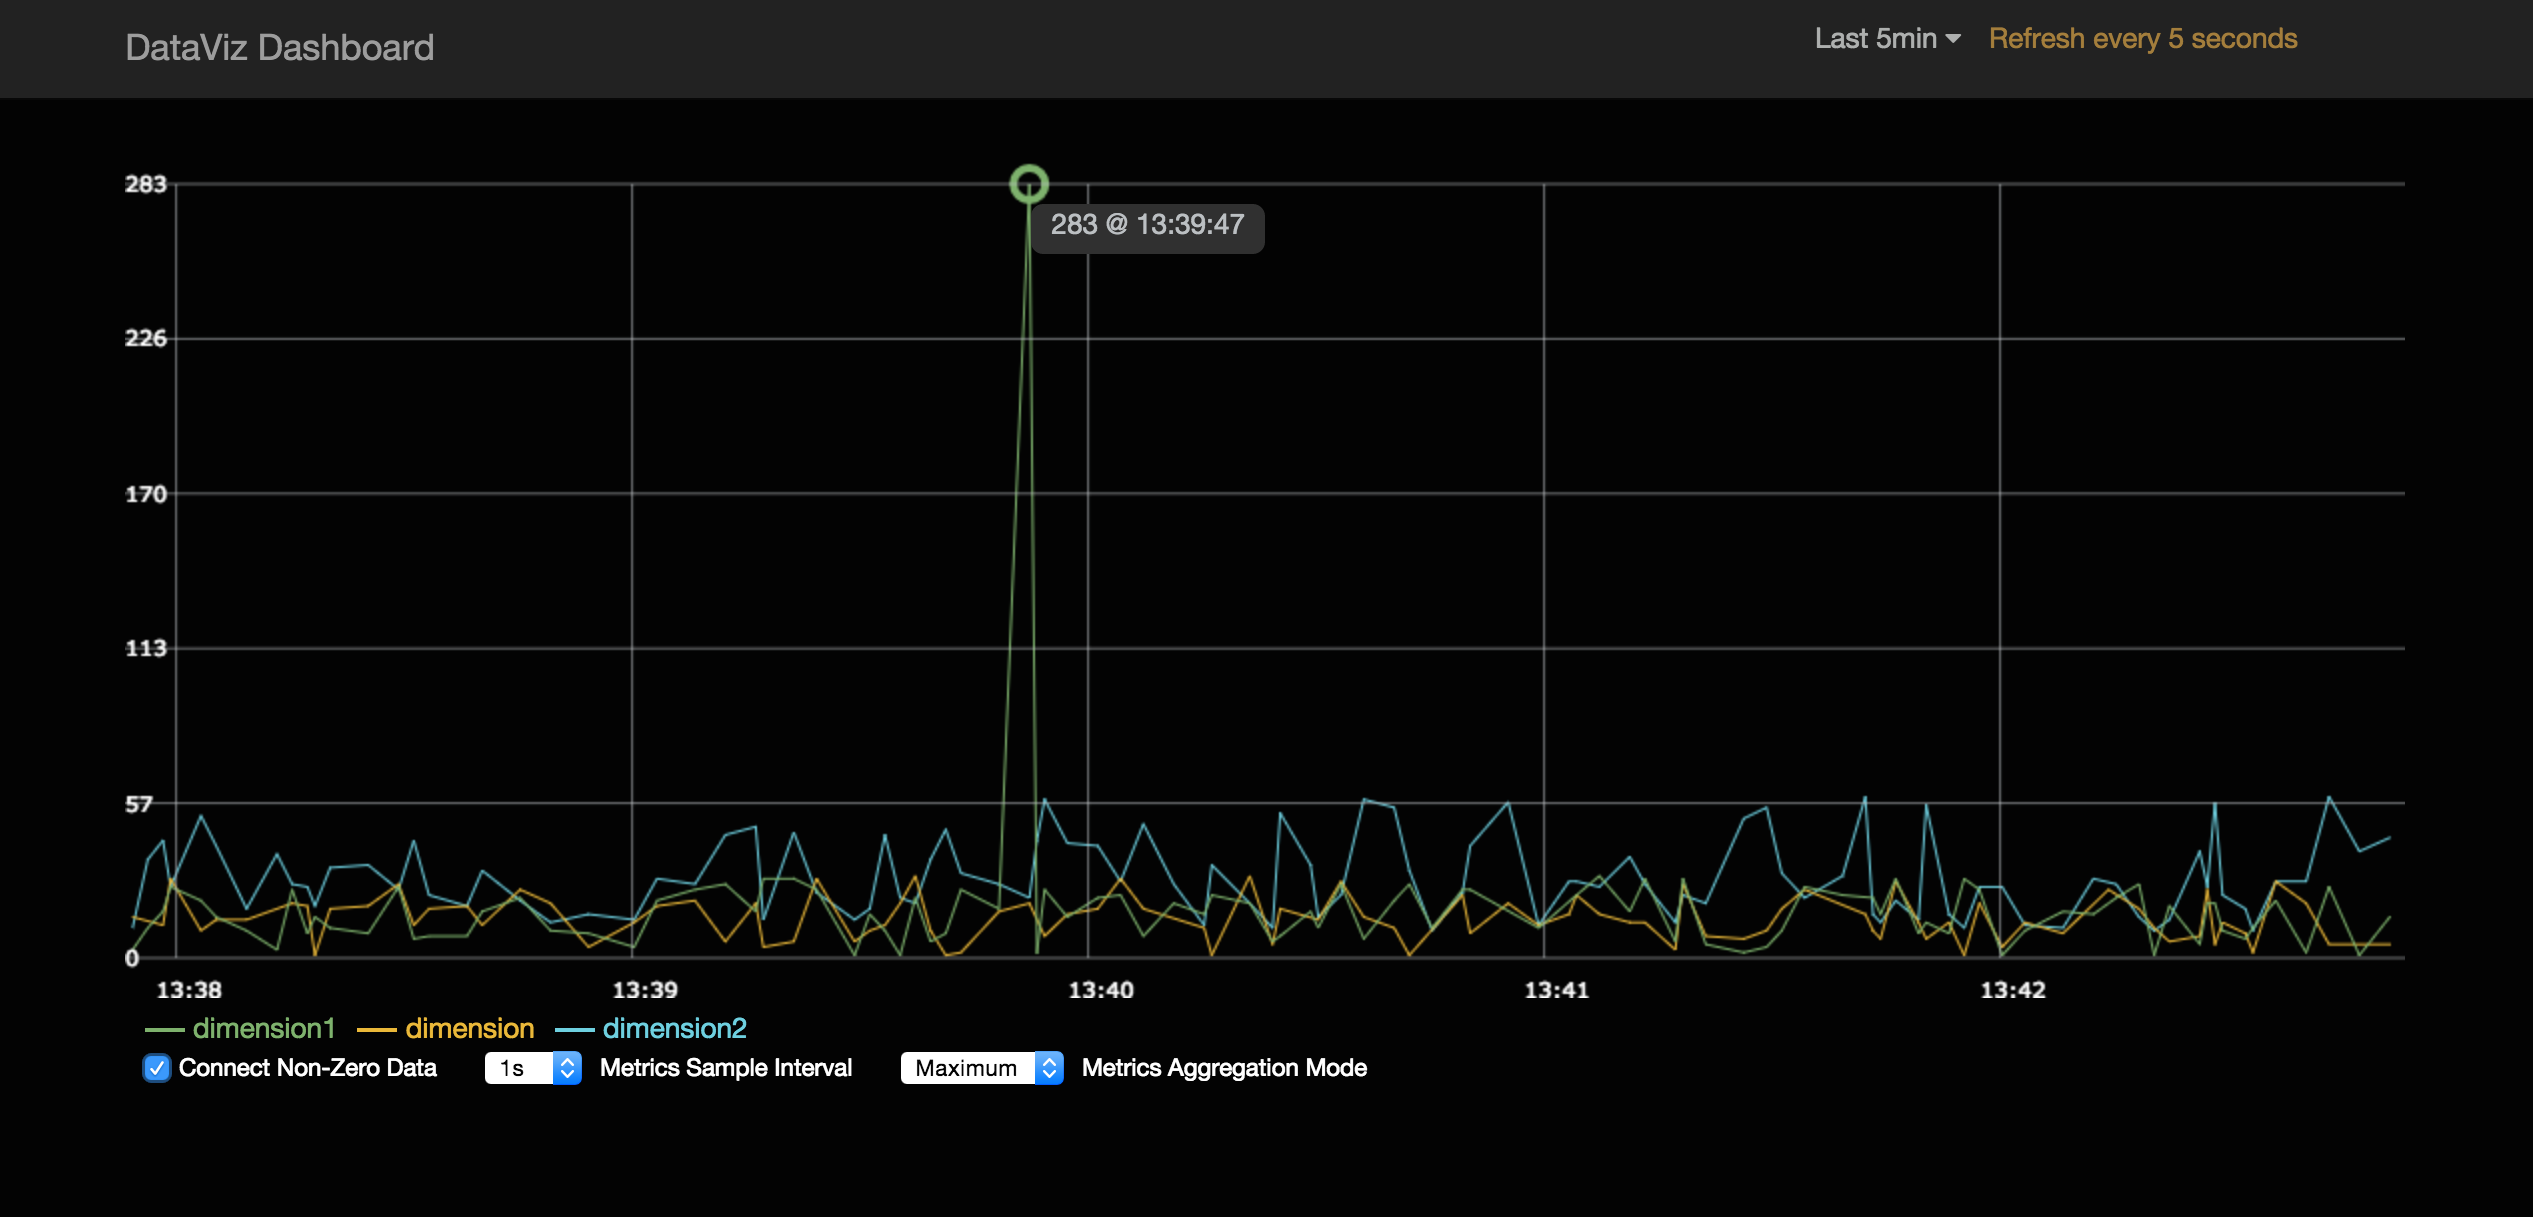 DataViz Dashboard
Last 5min Refresh every 5 seconds
283
283 @ 13:39:47
226
170
113
57
0
13:38 13:39 13:40 13:41 13:42
dimension1 dimension dimension2
Connect Non-Zero Data 1s Metrics Sample Interval Maximum Metrics Aggregation Mode